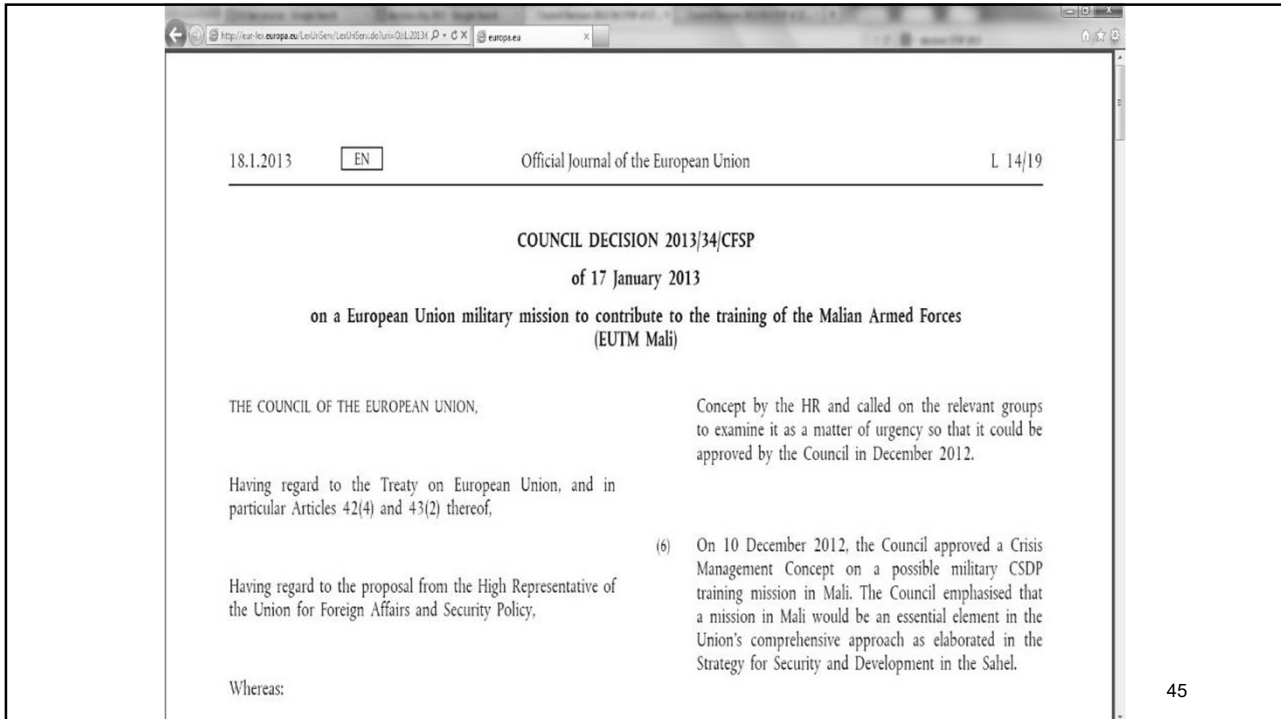 europa.eu
18.1.2013 EN Official Journal of the European Union L 14/19
COUNCIL DECISION 2013/34/CFSP
of 17 January 2013
on a European Union military mission to contribute to the training of the Malian Armed Forces
(EUTM Mali)
THE COUNCIL OF THE EUROPEAN UNION,
Having regard to the Treaty on European Union, and in
particular Articles 42(4) and 43(2) thereof,
Having regard to the proposal from the High Representative of
the Union for Foreign Affairs and Security Policy,
Whereas:
Concept by the HR and called on the relevant groups
to examine it as a matter of urgency so that it could be
approved by the Council in December 2012.
(6) On 10 December 2012, the Council approved a Crisis
Management Concept on a possible military CSDP
training mission in Mali. The Council emphasised that
a mission in Mali would be an essential element in the
Union's comprehensive approach as elaborated in the
Strategy for Security and Development in the Sahel.
45